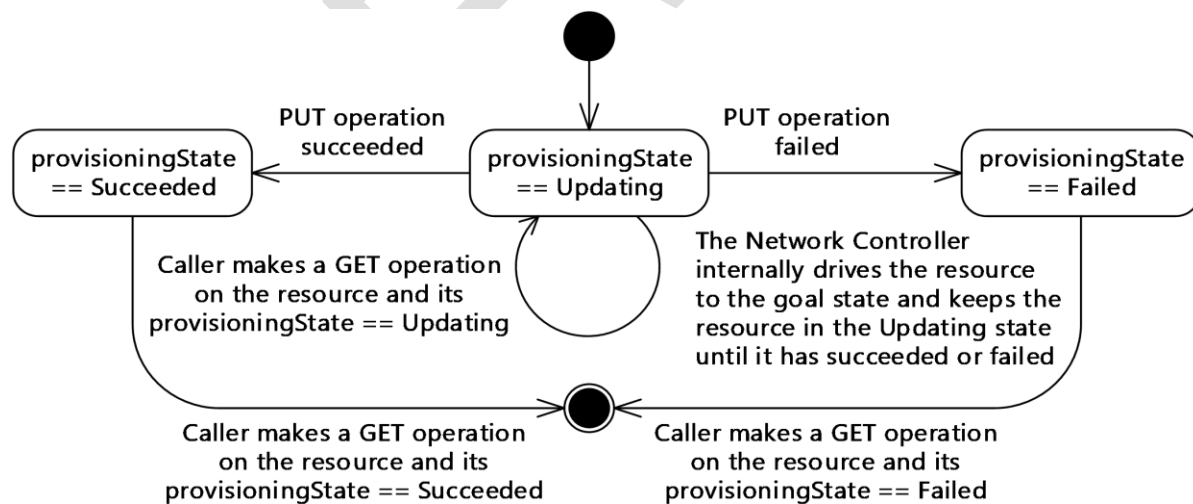 PUT operation
succeeded
PUT operation
failed
provisioningState
== Succeeded
provisioningState
== Updating
provisioningState
== Failed
Caller makes a GET operation
on the resource and its
provisioningState == Updating
The Network Controller
internally drives the resource
to the goal state and keeps the
resource in the Updating state
until it has succeeded or failed
Caller makes a GET operation
on the resource and its
provisioningState == Succeeded
Caller makes a GET operation
on the resource and its
provisioningState == Failed